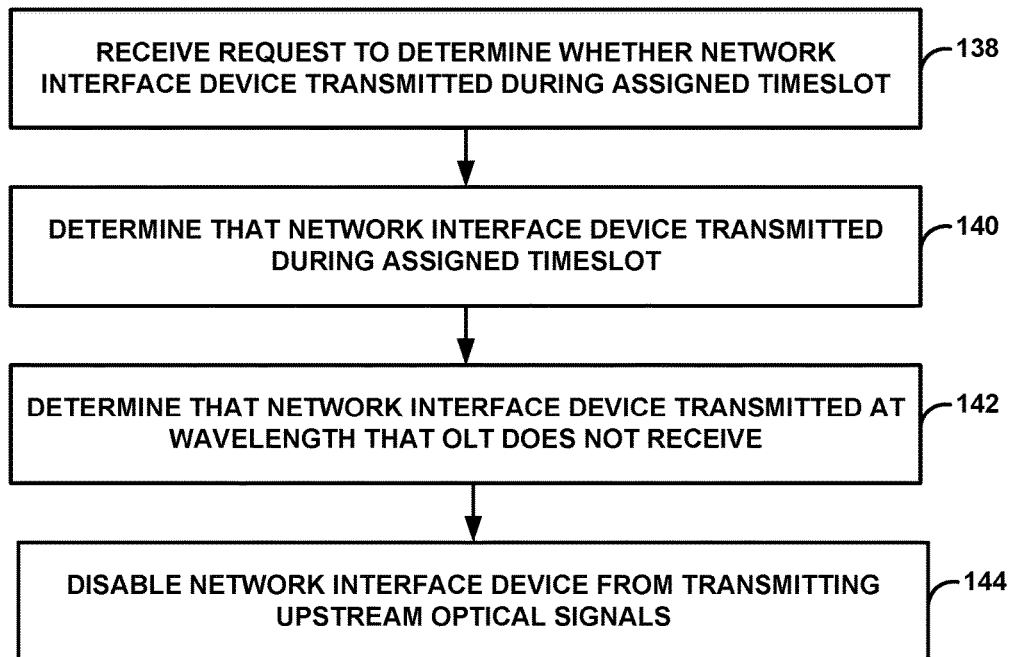 RECEIVE REQUEST TO DETERMINE WHETHER NETWORK
INTERFACE DEVICE TRANSMITTED DURING ASSIGNED TIMESLOT
138
DETERMINE THAT NETWORK INTERFACE DEVICE TRANSMITTED
DURING ASSIGNED TIMESLOT
140
DETERMINE THAT NETWORK INTERFACE DEVICE TRANSMITTED AT
WAVELENGTH THAT OLT DOES NOT RECEIVE
142
DISABLE NETWORK INTERFACE DEVICE FROM TRANSMITTING
UPSTREAM OPTICAL SIGNALS
144